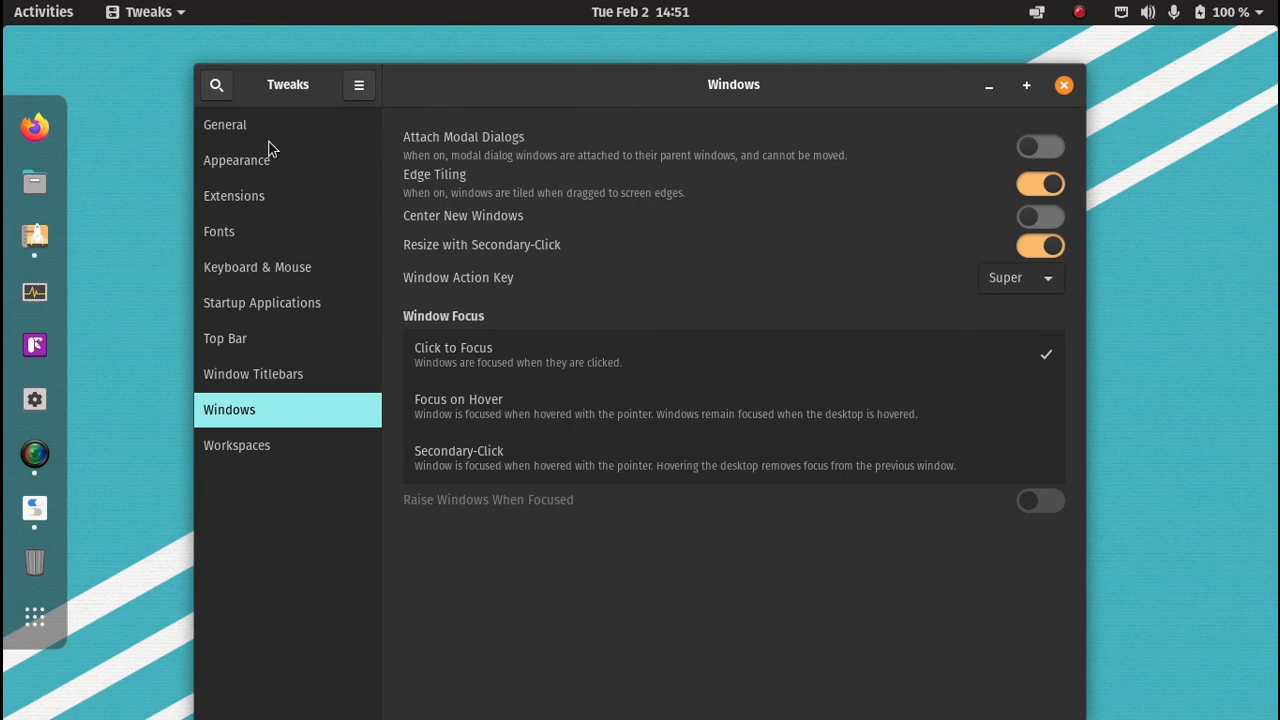 Activities
Tweaks
Tue Feb 2 14:51
100 %
Tweaks
Windows
General
Appearance
Extensions
Fonts
Keyboard & Mouse
Startup Applications
Top Bar
Window Titlebars
Windows
Workspaces
Attach Modal Dialogs
When on, modal dialog windows are attached to their parent windows, and cannot be moved.
Edge Tiling
When on, windows are tiled when dragged to screen edges.
Center New Windows
Resize with Secondary-Click
Window Action Key
Super
Window Focus
Click to Focus
Windows are focused when they are clicked.
Focus on Hover
Window is focused when hovered with the pointer. Windows remain focused when the desktop is hovered.
Secondary-Click
Window is focused when hovered with the pointer. Hovering the desktop removes focus from the previous window.
Raise Windows When Focused